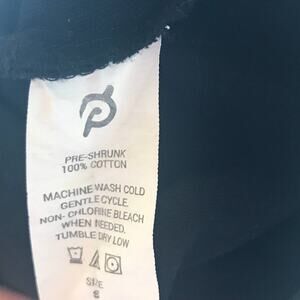 PRE-SHRUNK
100% COTTON
MACHINE WASH COLD
GENTLE CYCLE.
NON-CHLORINE BLEACH
WHEN NEEDED.
TUMBLE DRY LOW
SIZE
S